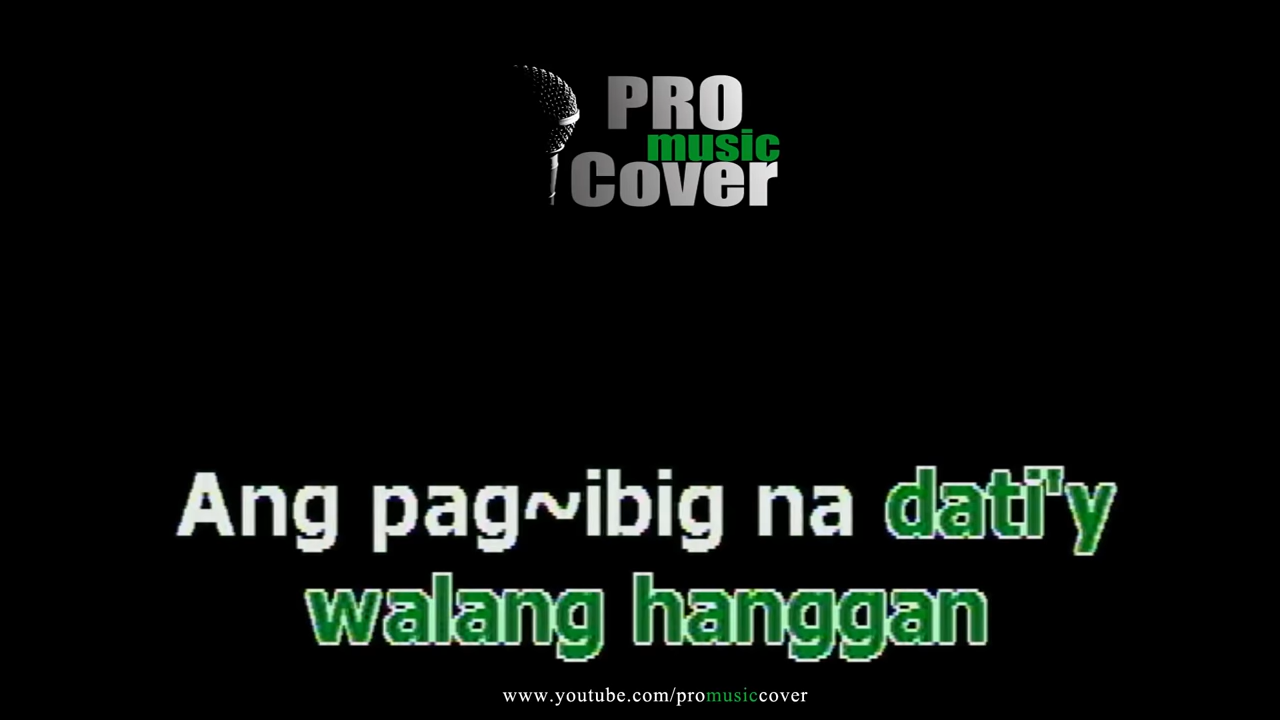 PRO
music
Cover
Ang pag~ibig na dati'y
walang hanggan
www.youtube.com/promusiccover